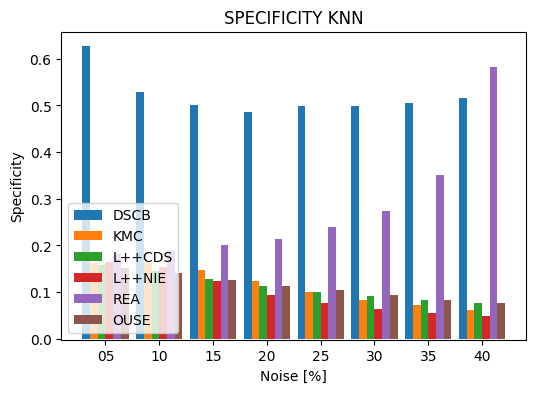 SPECIFICITY KNN
Specificity
0.6
0.5
0.4
0.3
0.2
0.1
0.0
DSCB
KMC
L++CDS
L++NIE
REA
OUSE
05 10 15 20 25 30 35 40
Noise [%]